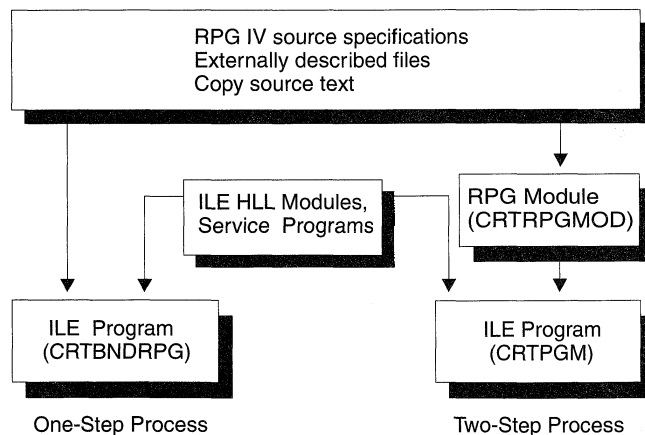 RPG IV source specifications
Externally described files
Copy source text
ILE HLL Modules,
Service Programs
RPG Module
(CRTRPGMOD)
ILE Program
(CRTBNDRPG)
ILE Program
(CRTPGM)
One-Step Process
Two-Step Process